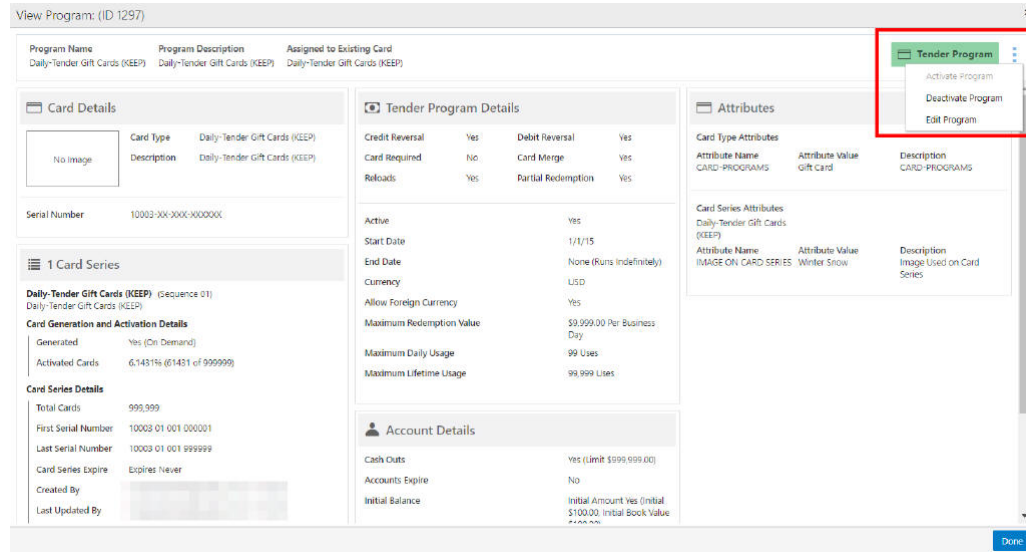 View Program: (ID 1297)
Program Name
Program Description
Assigned to Existing Card
Daily-Tender Gift Cards (KEEP)
Daily-Tender Gift Cards (KEEP)
Daily-Tender Gift Cards (KEEP)
Tender Program
Activate Program
Deactivate Program
Edit Program
Card Details
No Image
Card Type Daily-Tender Gift Cards (KEEP)
Description Daily-Tender Gift Cards (KEEP)
Serial Number 10003-XX-XXX-XXXXXX
1 Card Series
Daily-Tender Gift Cards (KEEP) (Sequence 01)
Daily-Tender Gift Cards (KEEP)
Card Generation and Activation Details
Generated Yes (On Demand)
Activated Cards 6.1431% (61431 of 999999)
Card Series Details
Total Cards 999,999
First Serial Number 10003 01 001 000001
Last Serial Number 10003 01 001 999999
Card Series Expire Expires Never
Created By
Last Updated By
Tender Program Details
Credit Reversal Yes Debit Reversal Yes
Card Required No Card Merge Yes
Reloads Yes Partial Redemption Yes
Active Yes
Start Date 1/1/15
End Date None (Runs Indefinitely)
Currency USD
Allow Foreign Currency Yes
Maximum Redemption Value $9,999.00 Per Business
Day
Maximum Daily Usage 99 Uses
Maximum Lifetime Usage 99,999 Uses
Account Details
Cash Outs Yes (Limit $999,999.00)
Accounts Expire No
Initial Balance Initial Amount Yes (Initial
$100.00, Initial Book Value
$100.00)
Attributes
Card Type Attributes
Attribute Name Attribute Value Description
CARD-PROGRAMS Gift Card CARD-PROGRAMS
Card Series Attributes
Daily-Tender Gift Cards
(KEEP)
Attribute Name Attribute Value Description
IMAGE ON CARD SERIES Winter Snow Image Used on Card
Series
Done